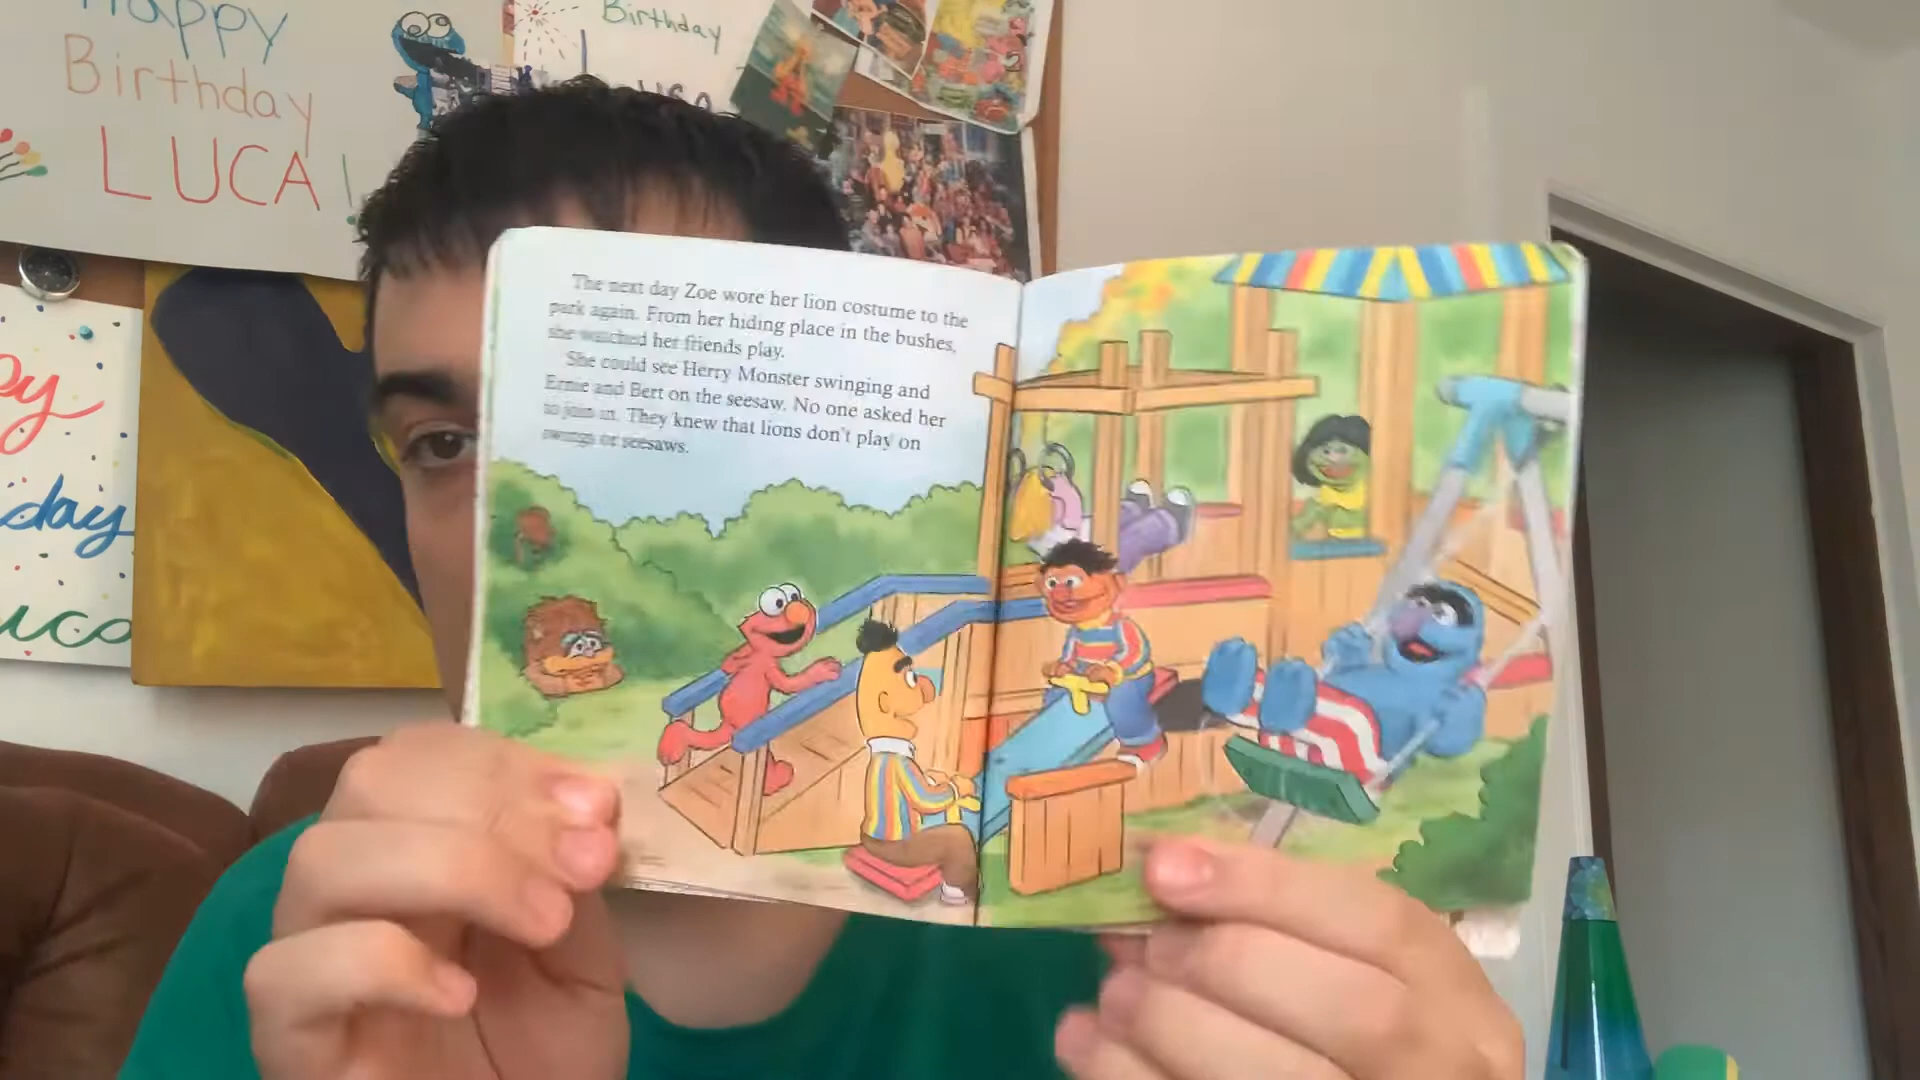 Happy
Birthday
LUCA!
Birthday
day
The next day Zoe wore her lion costume to the
park again. From her hiding place in the bushes,
she watched her friends play.
She could see Herry Monster swinging and
Ernie and Bert on the seesaw. No one asked her
to join in. They knew that lions don't play on
swings or seesaws.